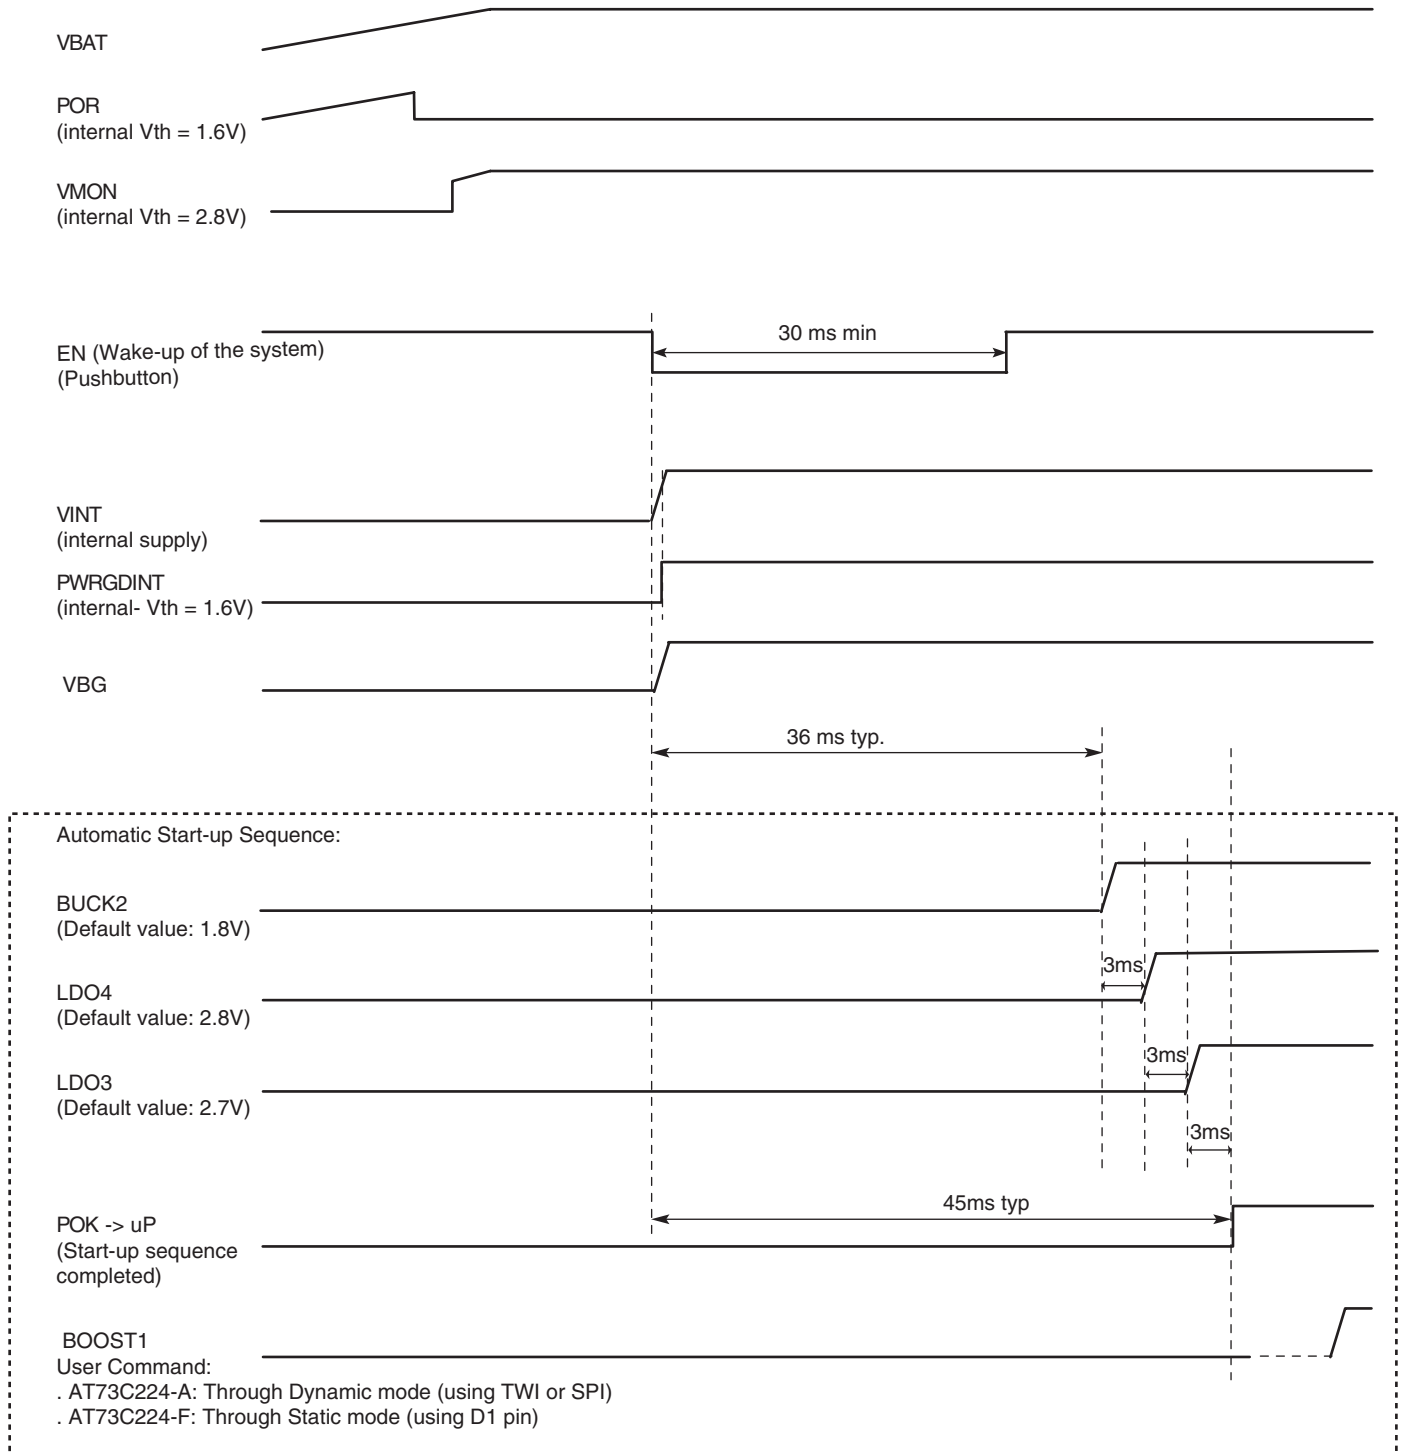 VBAT
POR
(internal Vth = 1.6V)
VMON
(internal Vth = 2.8V)
30 ms min
EN (Wake-up of the system)
(Pushbutton)
VINT
(internal supply)
PWRGDINT
(internal- Vth = 1.6V)
VBG
36 ms typ.
Automatic Start-up Sequence:
BUCK2
(Default value: 1.8V)
3ms
LDO4
(Default value: 2.8V)
3ms
LDO3
(Default value: 2.7V)
3ms
45ms typ
POK -> uP
(Start-up sequence
completed)
BOOST1
User Command:
. AT73C224-A: Through Dynamic mode (using TWI or SPI)
. AT73C224-F: Through Static mode (using D1 pin)